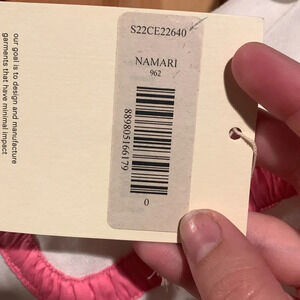 S22CE22640
NAMARI
962
889805166179
0
our goal is to design and manufacture
garments that have minimal impact